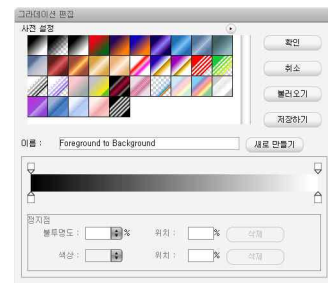 그라데이션 편집
사전 설정
확인
취소
불러오기
저장하기
이름 : Foreground to Background 새로 만들기
정지점
불투명도 : % 위치 : % 삭제
색상 : 위치 : % 삭제